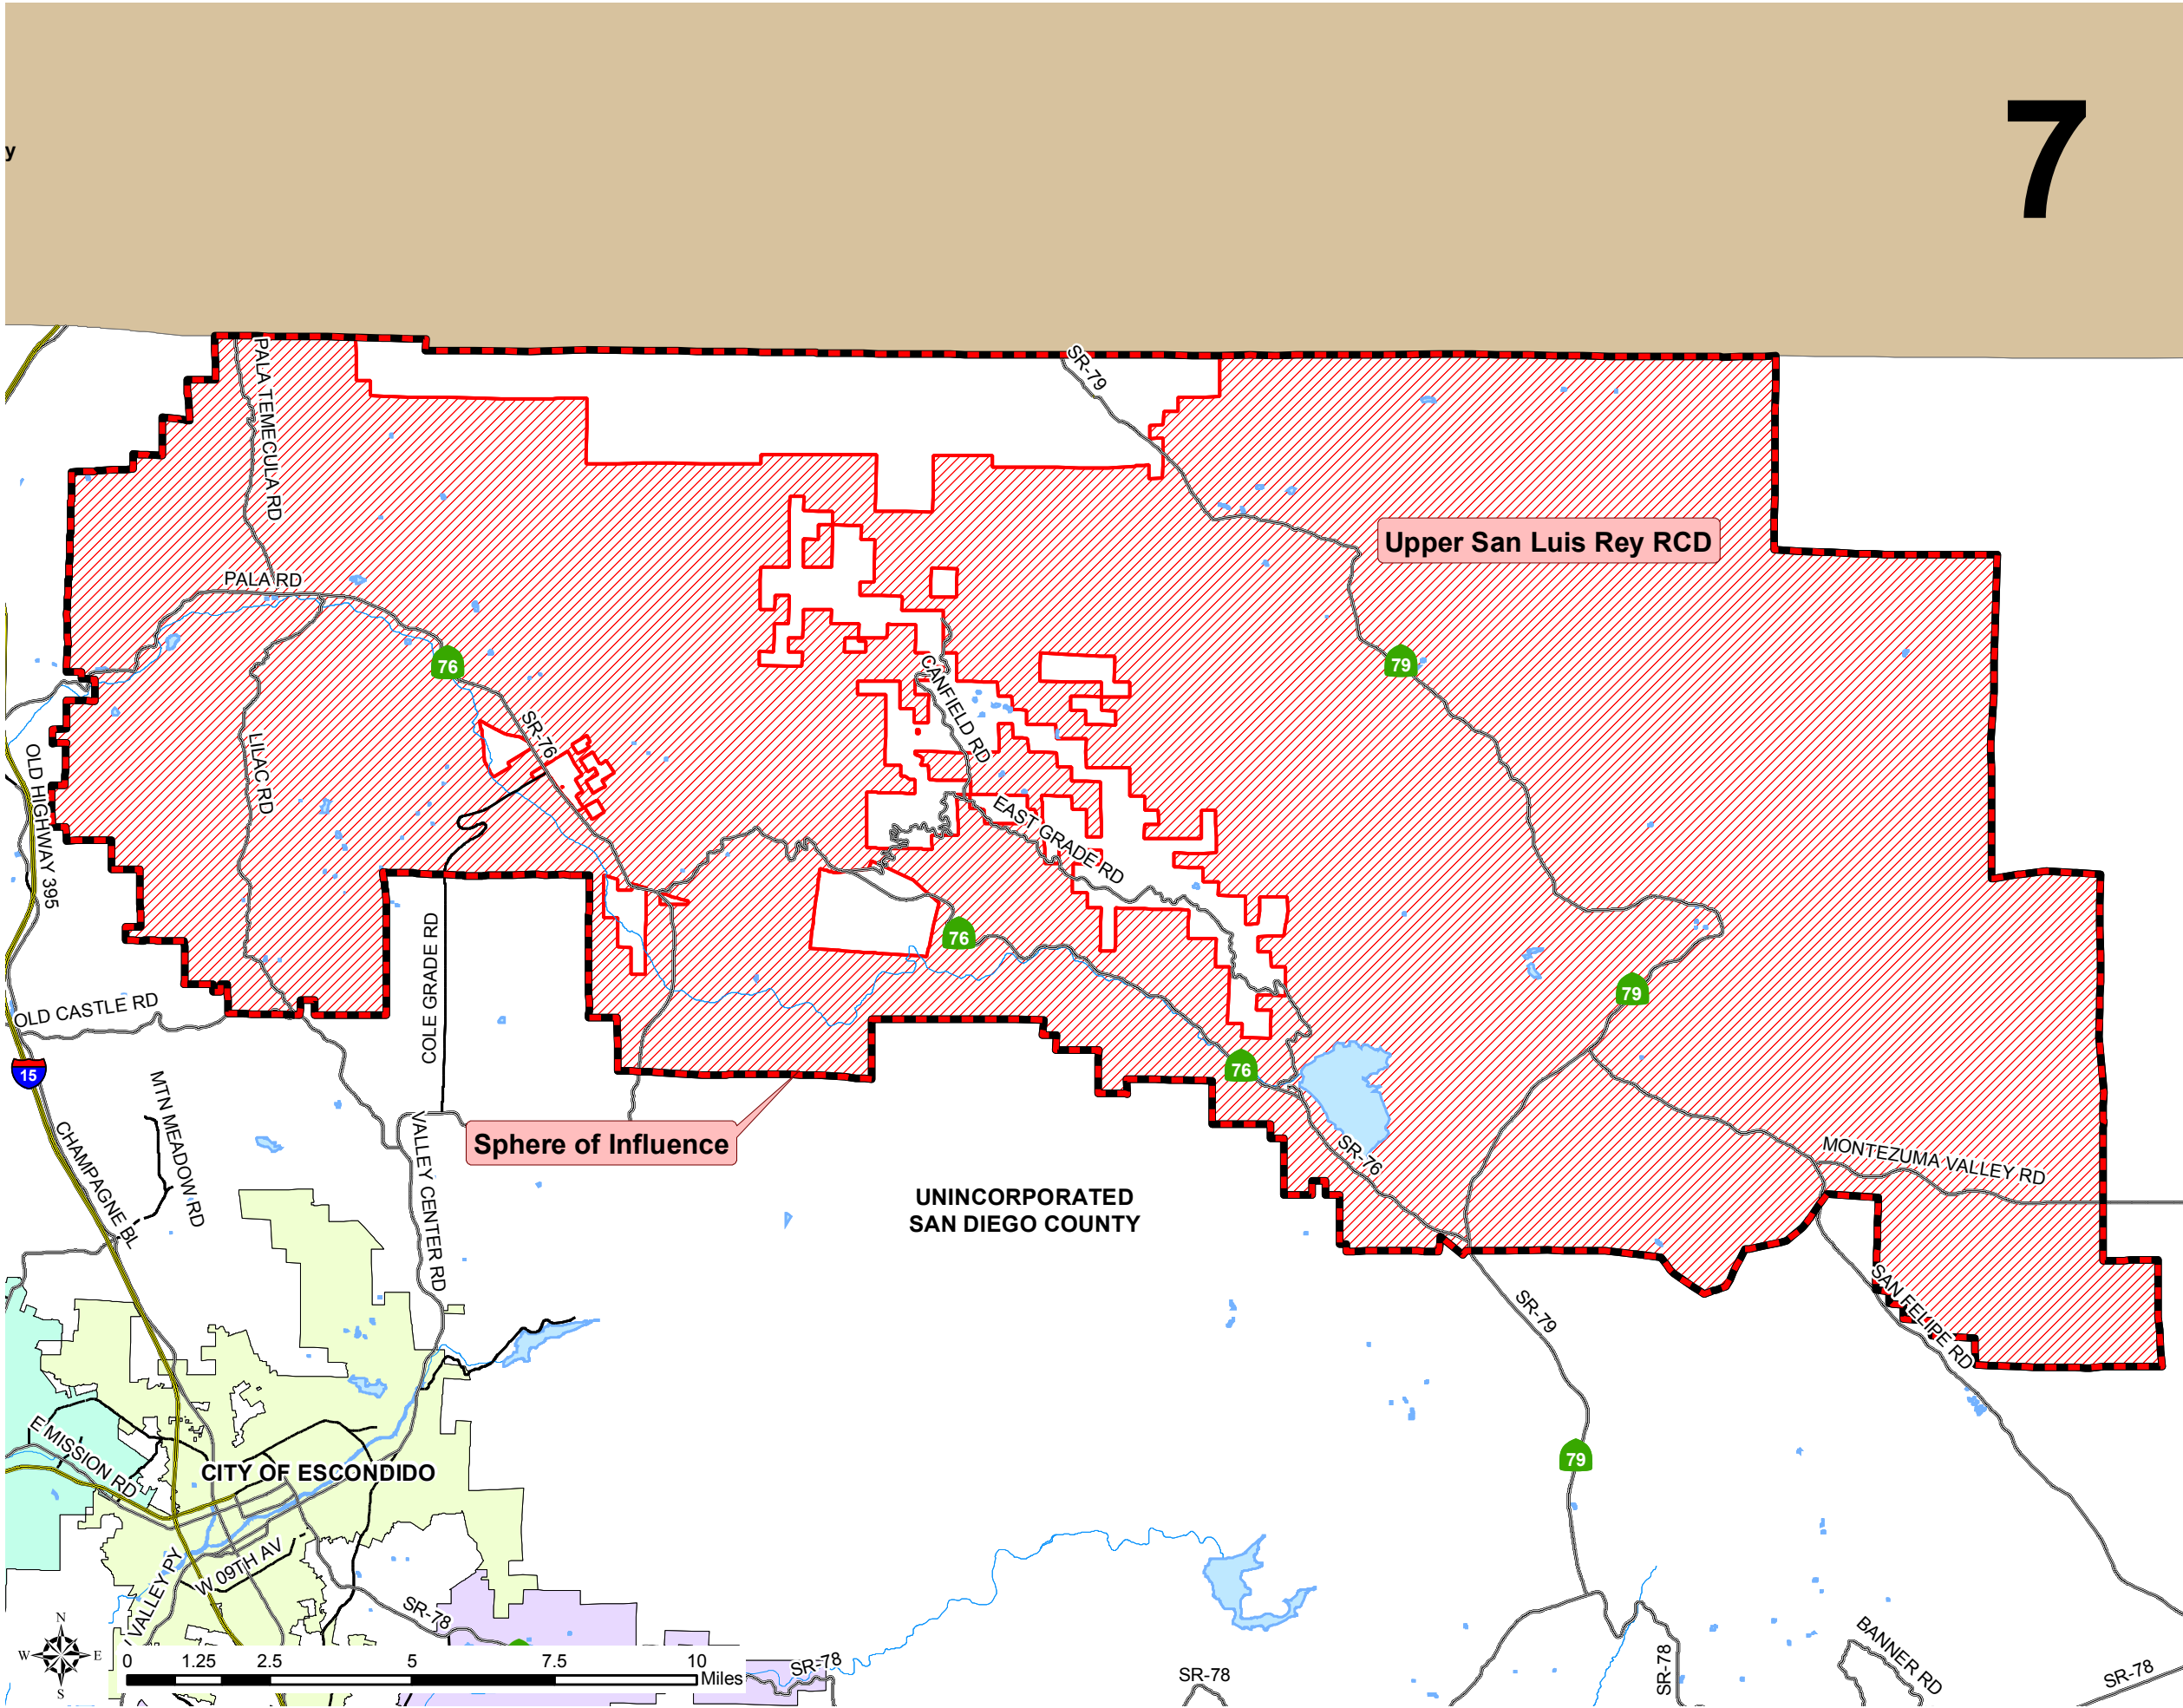 7
y
SR-79
PALA TEMECULA RD
Upper San Luis Rey RCD
PALA RD
76
79
CANFIELD RD
SR-76
LILAC RD
OLD HIGHWAY 395
EAST GRADE RD
COLE GRADE RD
76
79
OLD CASTLE RD
15
76
MTN MEADOW RD
CHAMPAGNE BL
VALLEY CENTER RD
Sphere of Influence
SR-76
MONTEZUMA VALLEY RD
UNINCORPORATED
SAN DIEGO COUNTY
SAN FELIPE RD
SR-79
79
E MISSION RD
CITY OF ESCONDIDO
W 09TH AV
VALLEY PY
SR-78
N
W E
S
0 1.25 2.5 5 7.5 10
Miles
SR-78
SR-78
SR-78
BANNER RD
SR-78